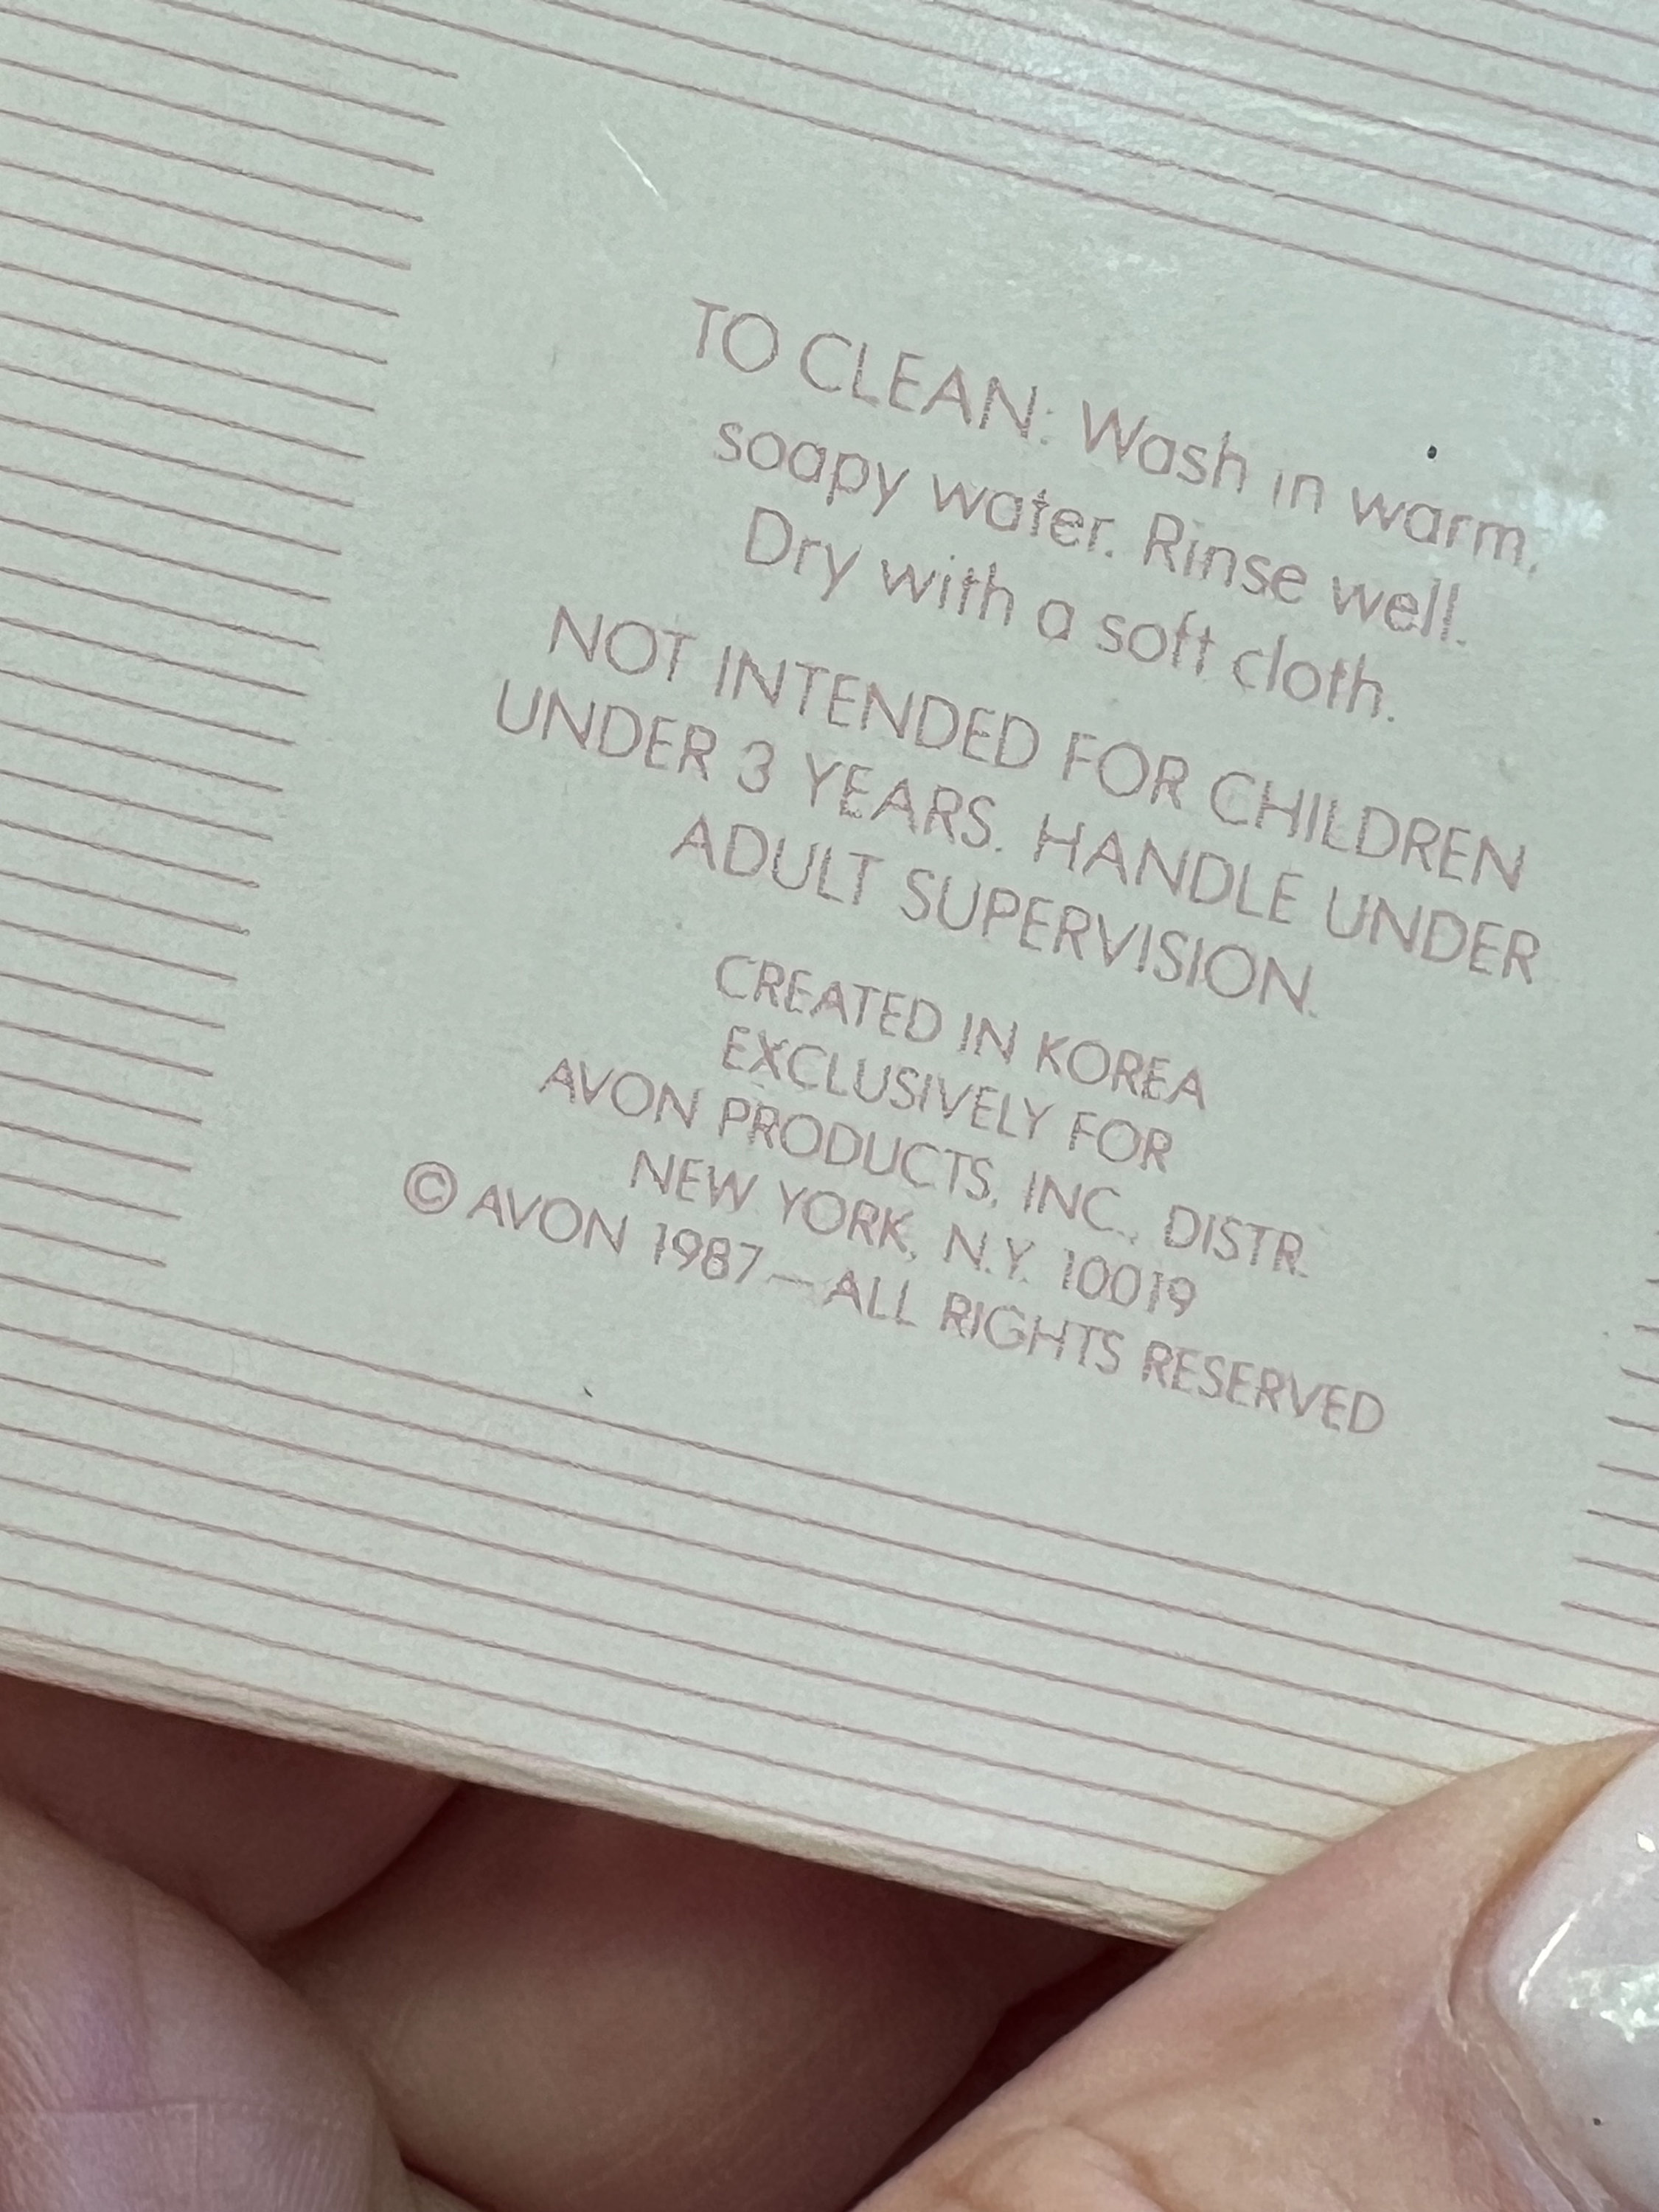 TO CLEAN: Wash in warm,
soapy water. Rinse well.
Dry with a soft cloth.
NOT INTENDED FOR CHILDREN
UNDER 3 YEARS. HANDLE UNDER
ADULT SUPERVISION.
CREATED IN KOREA
EXCLUSIVELY FOR
AVON PRODUCTS, INC., DISTR.
NEW YORK, N.Y. 10019
© AVON 1987—ALL RIGHTS RESERVED